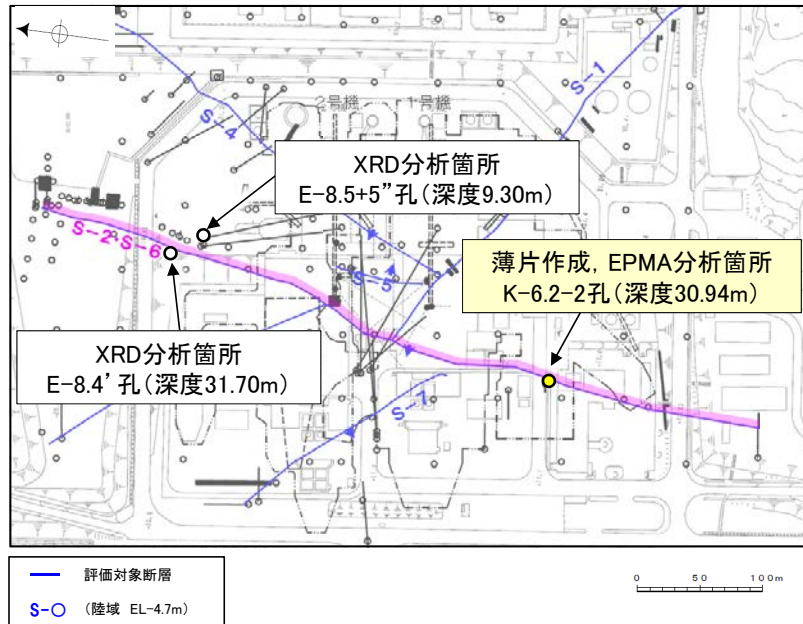 S-1
S-4
2号機
1号機
XRD分析箇所
E-8.5+5”孔(深度9.30m)
S-2・S-6
S-5
薄片作成, EPMA分析箇所
K-6.2-2孔(深度30.94m)
XRD分析箇所
E-8.4’孔(深度31.70m)
S-7
評価対象断層
S-○ (陸域 EL-4.7m)
0 50 100m